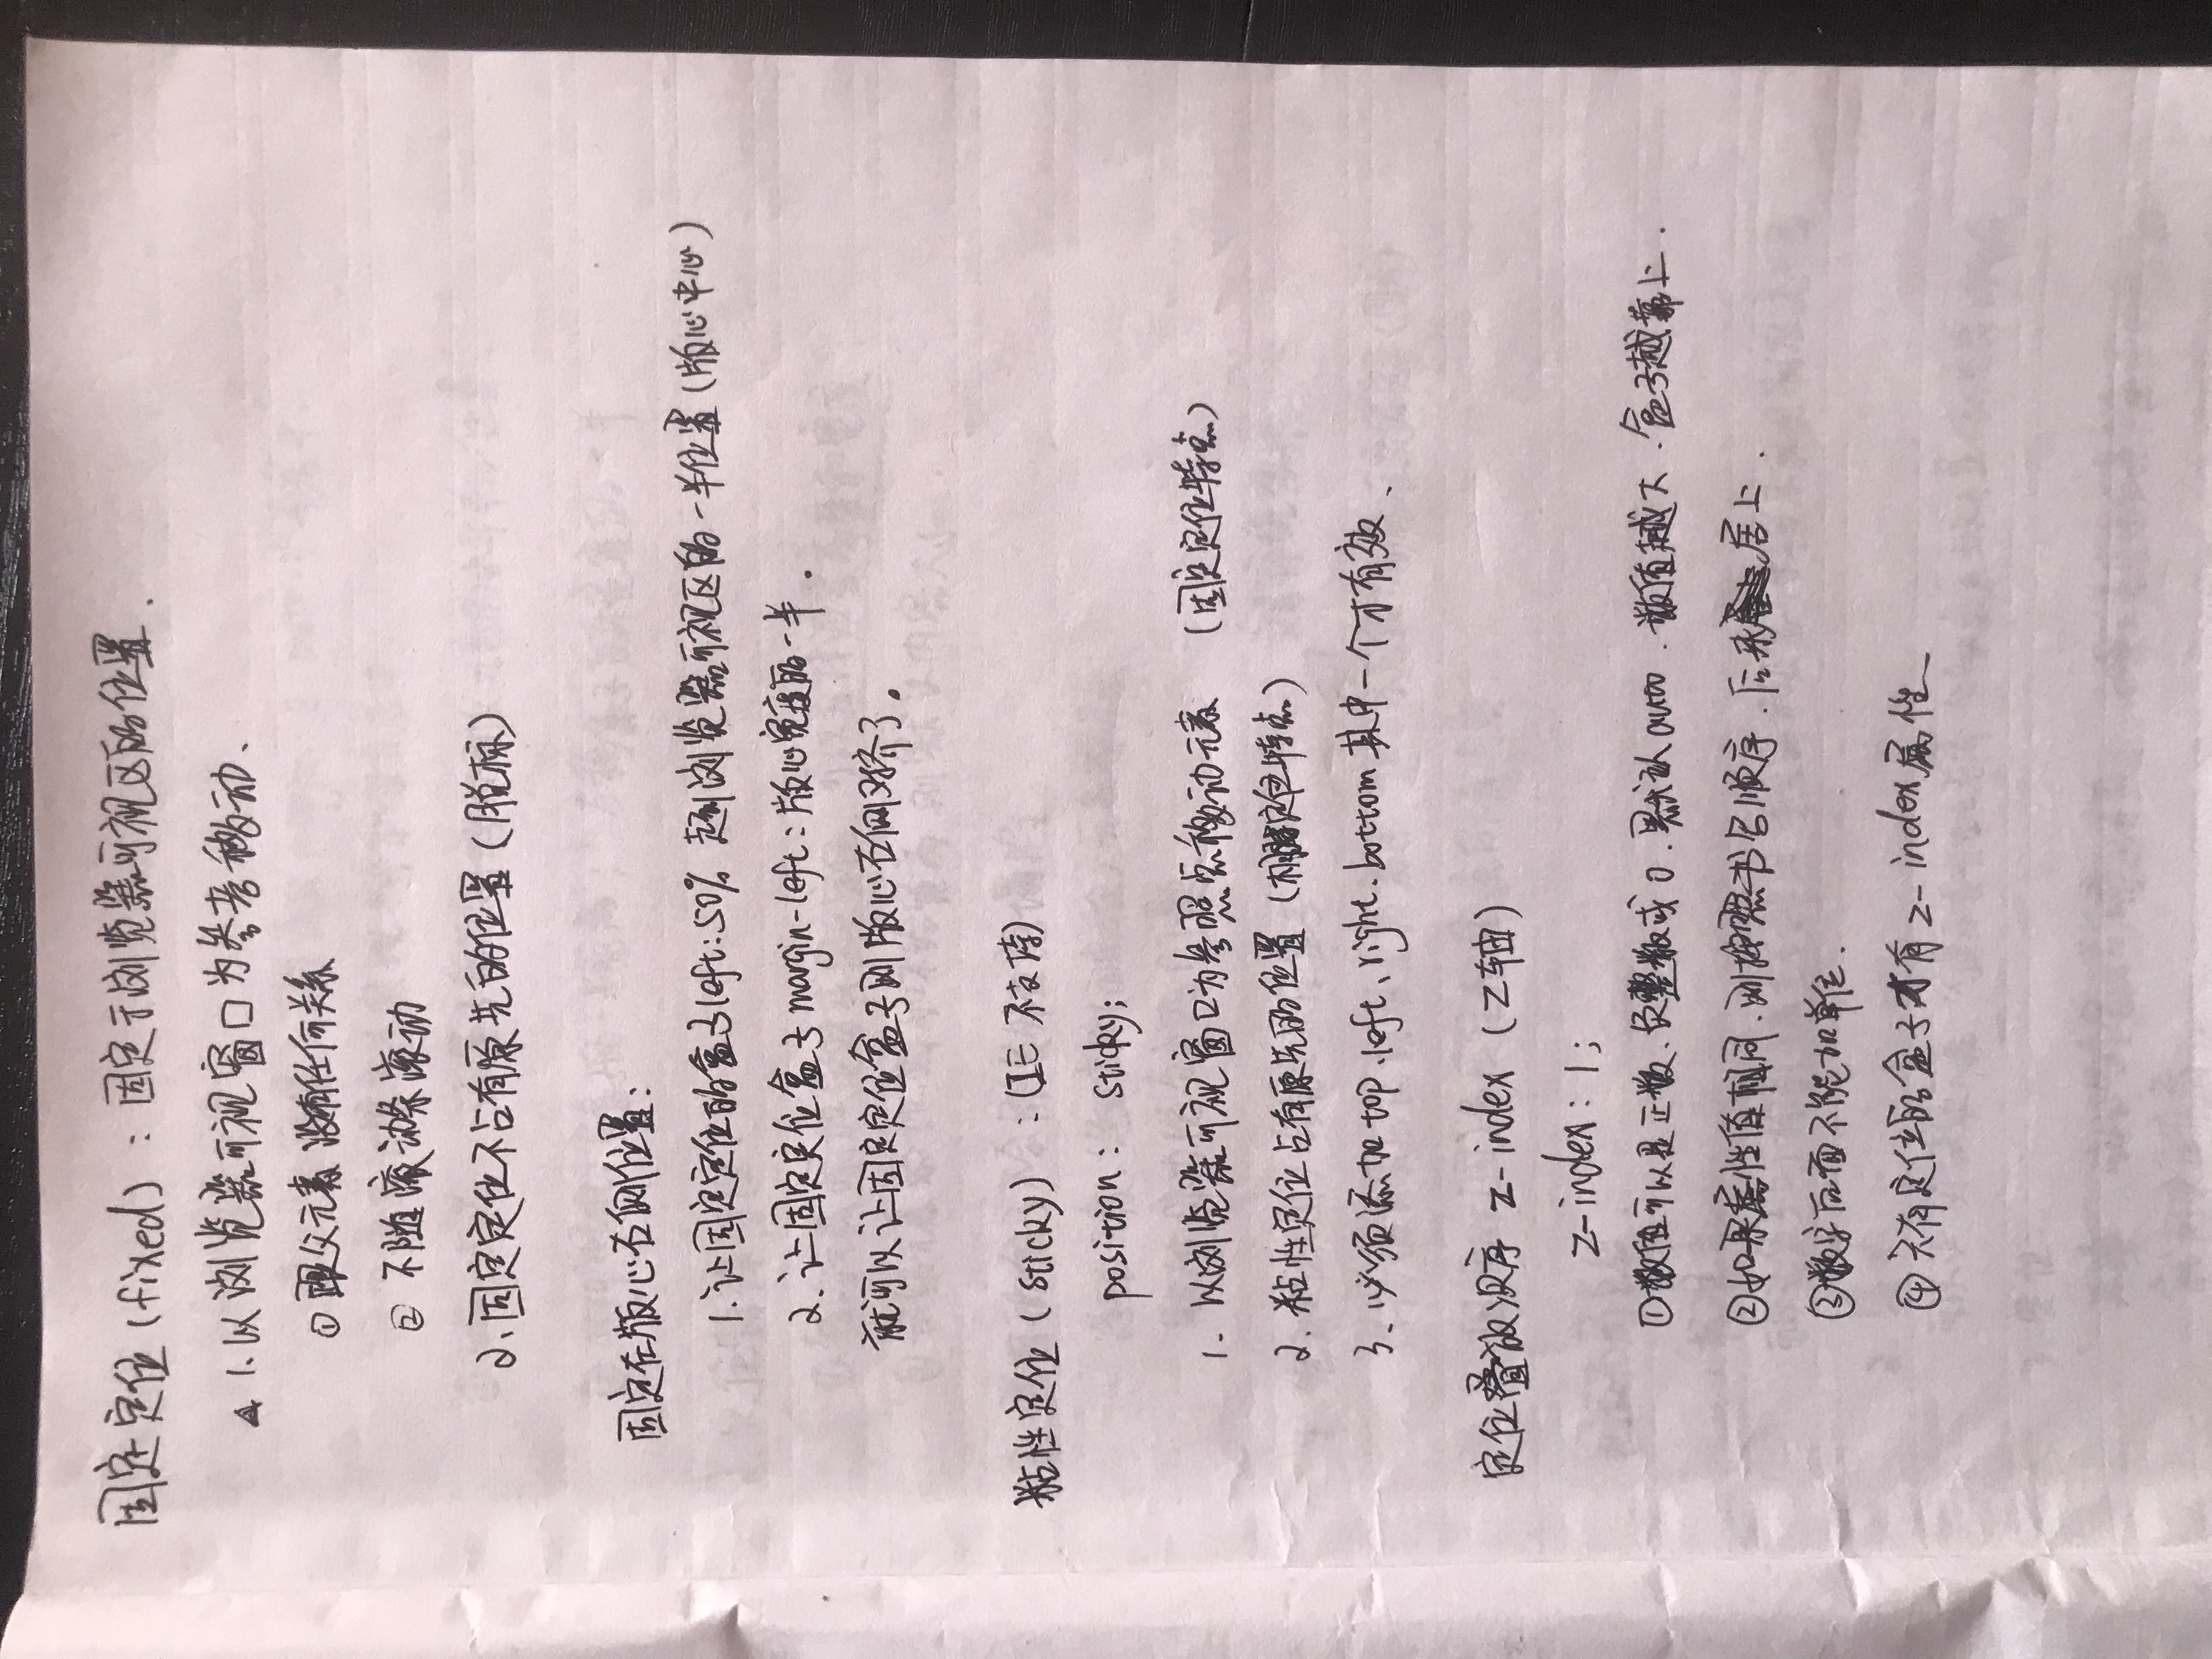 固定定位(fixed):固定于浏览器可视区的位置.
1.以浏览器可视窗口为参考移动、
① 跟父元素没有任何关系
② 不随滚动条滚动
2、固定定位不占有原先的位置(脱标)
固定在版心右侧位置:
1.让固定定位的盒子left:50% 走到浏览器可视区的一半位置(版心中心)
2.让固定定位盒子margin-left:版心宽度的一半.
就可以让固定定位盒子刚版心右侧对挤了。
粘性定位(sticky):(IE不支持)
position: sticky;
1. 以浏览器可视窗口为参照点移动元素 (固定定位特点)
2. 粘性定位占有原先的位置(相对定位特点)
3、必须添加top、left、right、bottom其中一个才有效、
定位叠放次序 z-index(z轴)
z-index:1;
①数值可以是正数、负整数或0、默认auto.数值越大.盒子越靠上.
②如果属性值相同、则按照书写顺序.后来居上.
③数字后面不能加单位.
④只有定位的盒子才有z-index属性